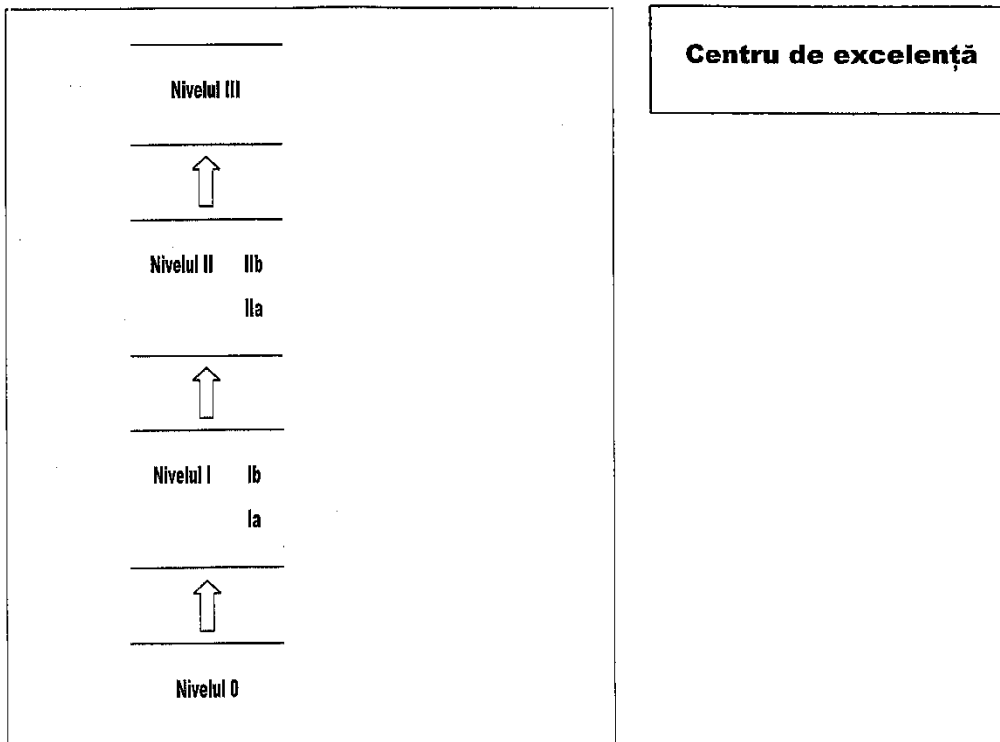 Centru de excelență
Nivelul III
Nivelul II IIb
IIa
Nivelul I Ib
Ia
Nivelul 0